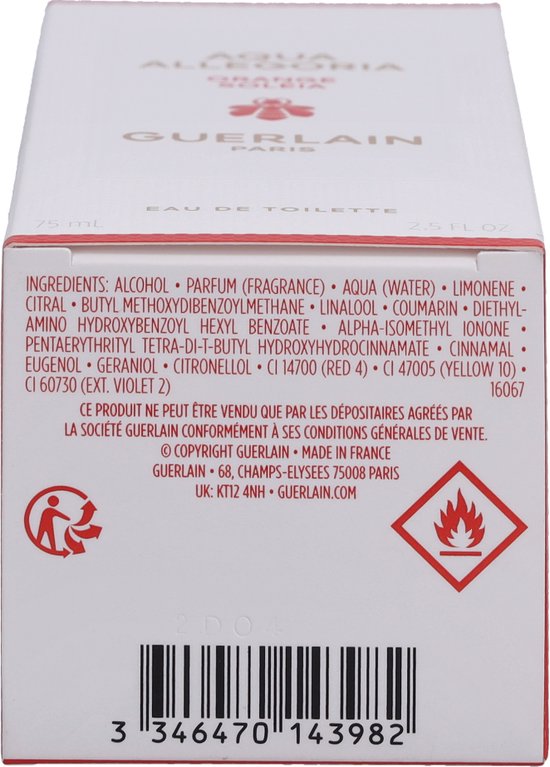 AQUA
ALLEGORIA
ORANGE
SOLEIA
GUERLAIN
PARIS
EAU DE TOILETTE
75 mL 2.5 FL OZ
INGREDIENTS: ALCOHOL • PARFUM (FRAGRANCE) • AQUA (WATER) • LIMONENE •
CITRAL • BUTYL METHOXYDIBENZOYLMETHANE • LINALOOL • COUMARIN • DIETHYL-
AMINO HYDROXYBENZOYL HEXYL BENZOATE • ALPHA-ISOMETHYL IONONE •
PENTAERYTHRITYL TETRA-DI-T-BUTYL HYDROXYHYDROCINNAMATE • CINNAMAL •
EUGENOL • GERANIOL • CITRONELLOL • CI 14700 (RED 4) • CI 47005 (YELLOW 10) •
CI 60730 (EXT. VIOLET 2) 16067
CE PRODUIT NE PEUT ÊTRE VENDU QUE PAR LES DÉPOSITAIRES AGRÉÉS PAR
LA SOCIÉTÉ GUERLAIN CONFORMÉMENT À SES CONDITIONS GÉNÉRALES DE VENTE.
© COPYRIGHT GUERLAIN • MADE IN FRANCE
GUERLAIN • 68, CHAMPS-ELYSEES 75008 PARIS
UK: KT12 4NH • GUERLAIN.COM
2D04
3 346470 143982